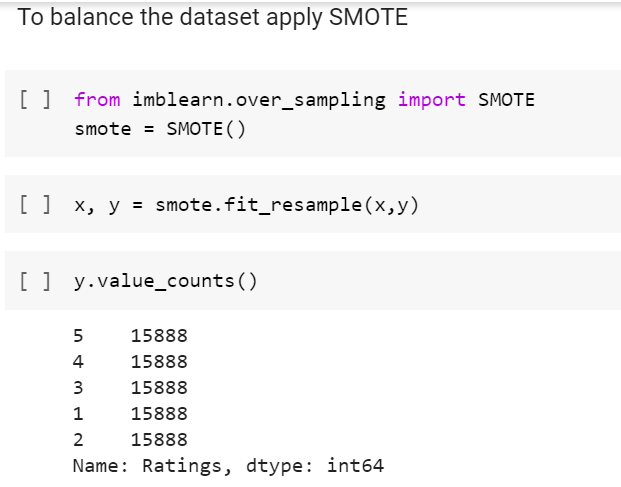 To balance the dataset apply SMOTE
[ ] from imblearn.over_sampling import SMOTE
smote = SMOTE()
[ ] x, y = smote.fit_resample(x,y)
[ ] y.value_counts()
5 15888
4 15888
3 15888
1 15888
2 15888
Name: Ratings, dtype: int64